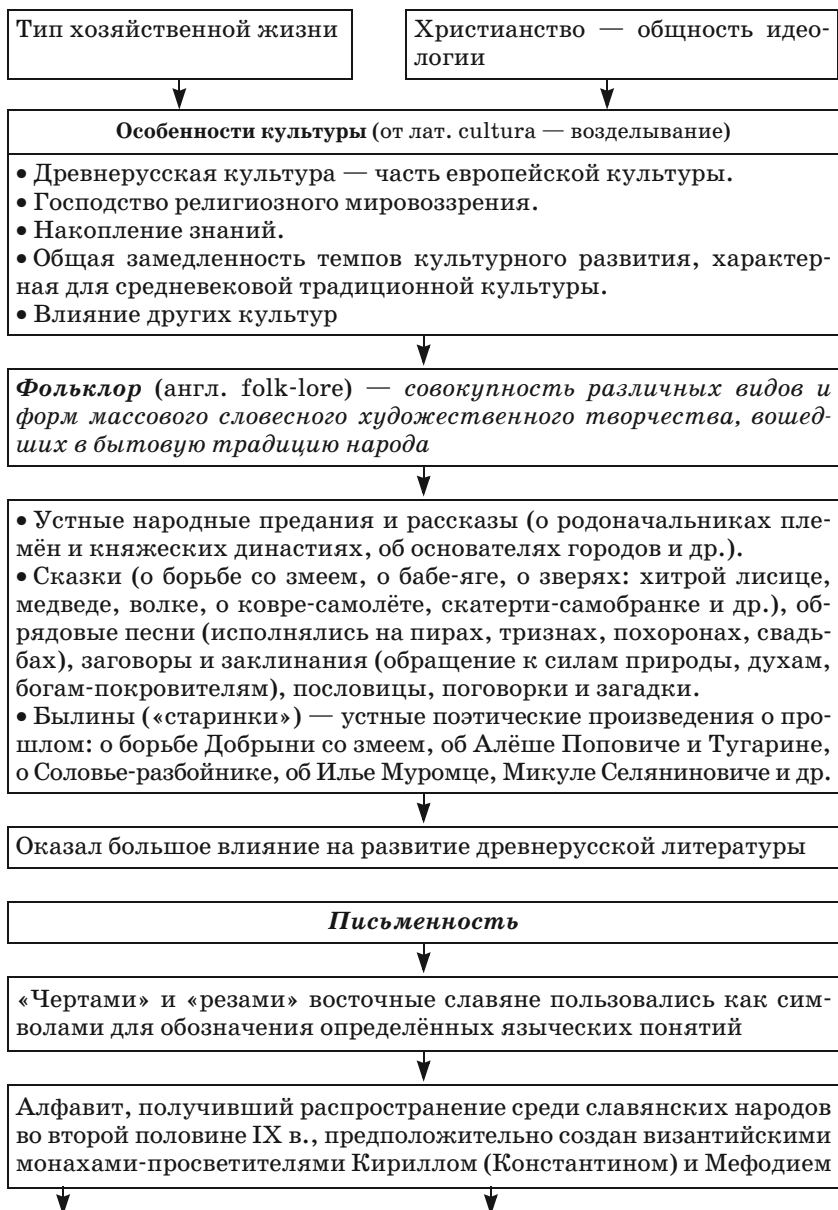 Тип хозяйственной жизни
Христианство — общность идео-
логии
Особенности культуры (от лат. cultura — возделывание)
• Древнерусская культура — часть европейской культуры.
• Господство религиозного мировоззрения.
• Накопление знаний.
• Общая замедленность темпов культурного развития, характер-
ная для средневековой традиционной культуры.
• Влияние других культур
Фольклор (англ. folk-lore) — совокупность различных видов и
форм массового словесного художественного творчества, вошед-
ших в бытовую традицию народа
• Устные народные предания и рассказы (о родоначальниках пле-
мён и княжеских династиях, об основателях городов и др.).
• Сказки (о борьбе со змеем, о бабе-яге, о зверях: хитрой лисице,
медведе, волке, о ковре-самолёте, скатерти-самобранке и др.), об-
рядовые песни (исполнялись на пирах, тризнах, похоронах, свадь-
бах), заговоры и заклинания (обращение к силам природы, духам,
богам-покровителям), пословицы, поговорки и загадки.
• Былины («старинки») — устные поэтические произведения о про-
шлом: о борьбе Добрыни со змеем, об Алёше Поповиче и Тугарине,
о Соловье-разбойнике, об Илье Муромце, Микуле Селяниновиче и др.
Оказал большое влияние на развитие древнерусской литературы
Письменность
«Чертами» и «резами» восточные славяне пользовались как сим-
волами для обозначения определённых языческих понятий
Алфавит, получивший распространение среди славянских народов
во второй половине IX в., предположительно создан византийскими
монахами-просветителями Кириллом (Константином) и Мефодием